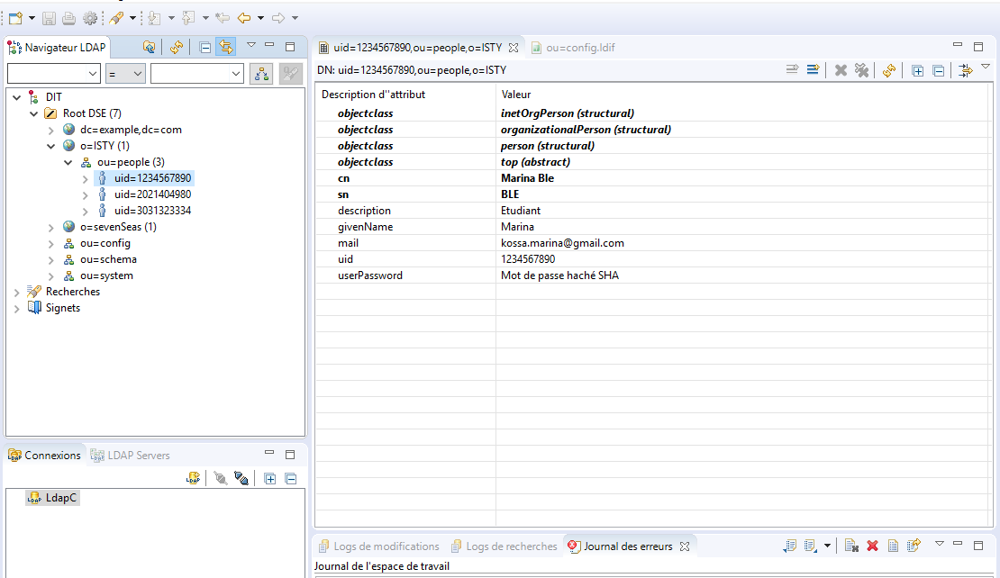 Navigateur LDAP
=
DIT
Root DSE (7)
dc=example,dc=com
o=ISTY (1)
ou=people (3)
uid=1234567890
uid=2021404980
uid=3031323334
o=sevenSeas (1)
ou=config
ou=schema
ou=system
Recherches
Signets
Connexions LDAP Servers
LdapC
uid=1234567890,ou=people,o=ISTY ou=config.ldif
DN: uid=1234567890,ou=people,o=ISTY
Description d''attribut Valeur
objectclass inetOrgPerson (structural)
objectclass organizationalPerson (structural)
objectclass person (structural)
objectclass top (abstract)
cn Marina Ble
sn BLE
description Etudiant
givenName Marina
mail kossa.marina@gmail.com
uid 1234567890
userPassword Mot de passe haché SHA
Logs de modifications Logs de recherches Journal des erreurs
Journal de l'espace de travail